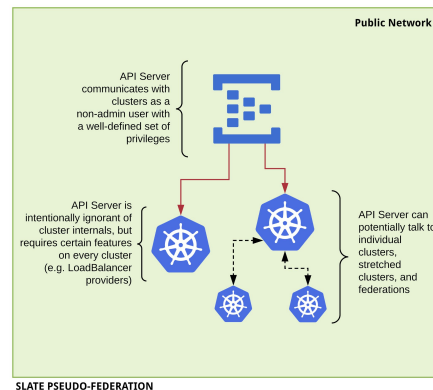 Public Network
API Server
communicates with
clusters as a
non-admin user with
a well-defined set of
privileges
API Server is
intentionally ignorant of
cluster internals, but
requires certain features
on every cluster
(e.g. LoadBalancer
providers)
API Server can
potentially talk to
individual
clusters,
stretched
clusters, and
federations
SLATE PSEUDO-FEDERATION